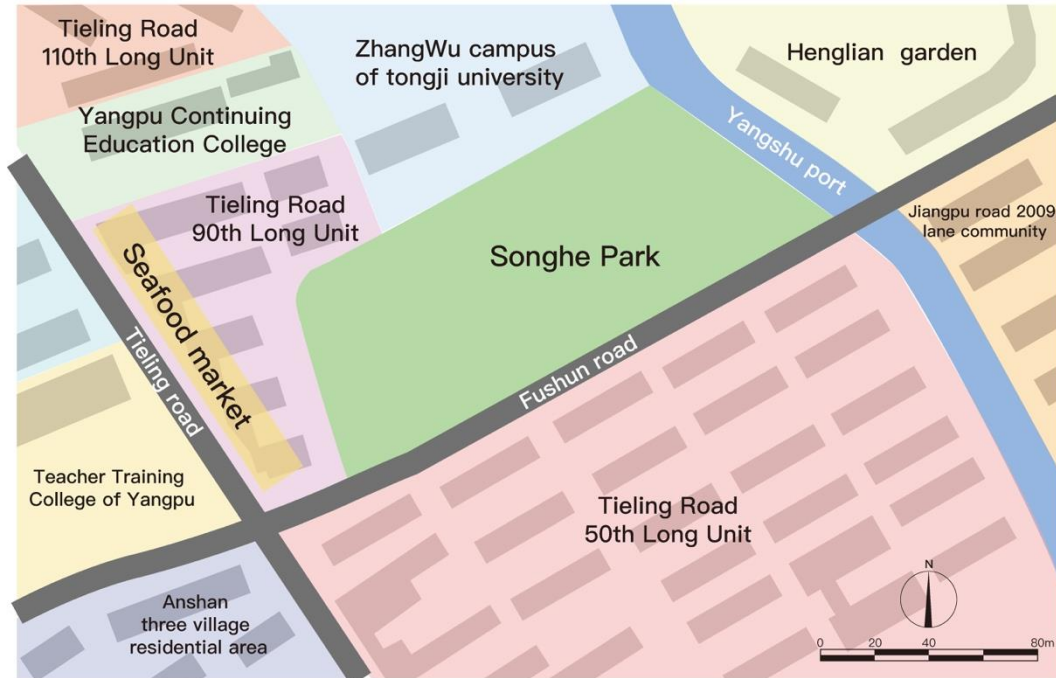 Tieling Road
110th Long Unit
ZhangWu campus
of tongji university
Henglian garden
Yangpu Continuing
Education College
Yangshu port
Tieling Road
90th Long Unit
Jiangpu road 2009
lane community
Songhe Park
Seafood market
Tieling road
Fushun road
Teacher Training
College of Yangpu
Tieling Road
50th Long Unit
Anshan
three village
residential area
N
0 20 40 80m